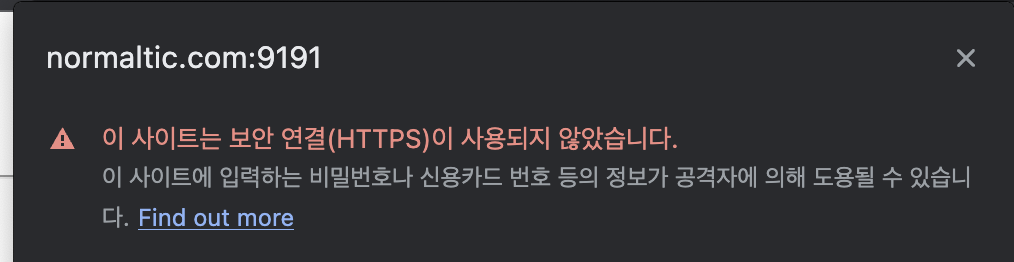 normaltic.com:9191
이 사이트는 보안 연결(HTTPS)이 사용되지 않았습니다.
이 사이트에 입력하는 비밀번호나 신용카드 번호 등의 정보가 공격자에 의해 도용될 수 있습니
다. Find out more